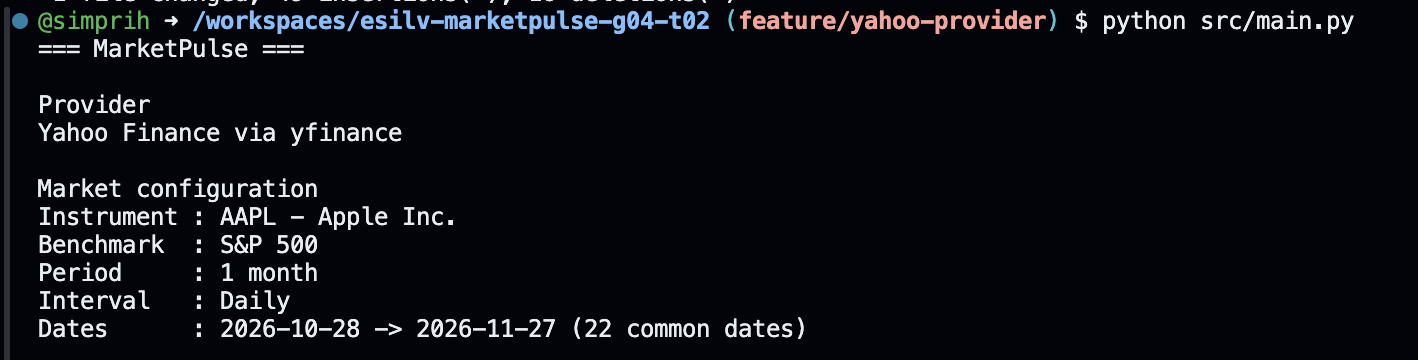 @simprih ➜ /workspaces/esilv-marketpulse-g04-t02 (feature/yahoo-provider) $ python src/main.py
=== MarketPulse ===
Provider
Yahoo Finance via yfinance
Market configuration
Instrument : AAPL - Apple Inc.
Benchmark  : S&P 500
Period     : 1 month
Interval   : Daily
Dates      : 2026-10-28 -> 2026-11-27 (22 common dates)